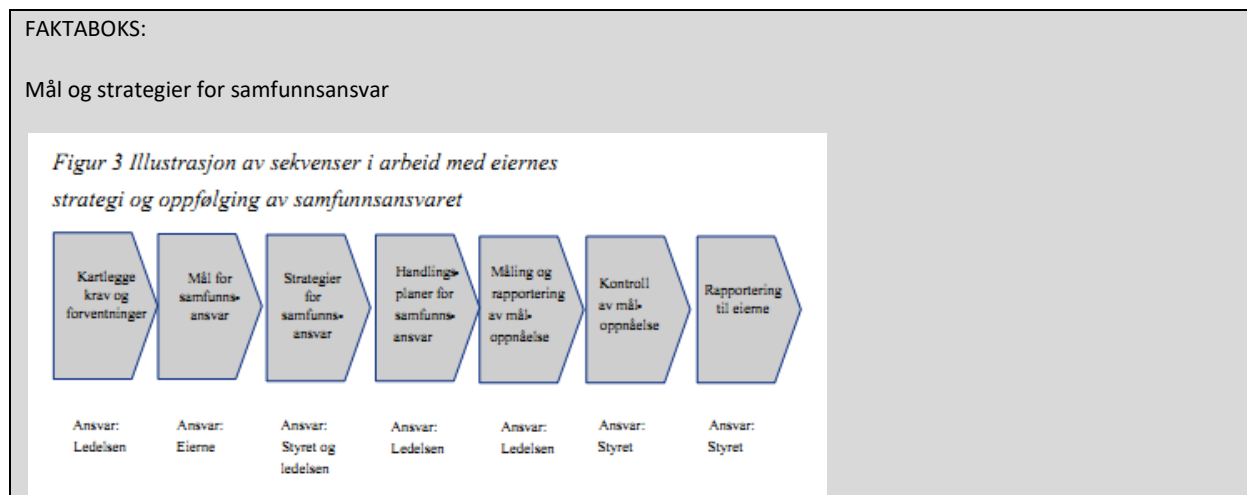 FAKTABOKS:
Mål og strategier for samfunnsansvar
Figur 3 Illustrasjon av sekvenser i arbeid med eiernes
strategi og oppfølging av samfunnsansvaret
Kartlegge
krav og
forventninger
Mål for
samfunns-
ansvar
Strategier
for
samfunns-
ansvar
Handlings-
planer for
samfunns-
ansvar
Måling og
rapportering
av mål-
oppnåelse
Kontroll
av mål-
oppnåelse
Rapportering
til eierne
Ansvar:
Ledelsen
Ansvar:
Eierne
Ansvar:
Styret og
ledelsen
Ansvar:
Ledelsen
Ansvar:
Ledelsen
Ansvar:
Styret
Ansvar:
Styret